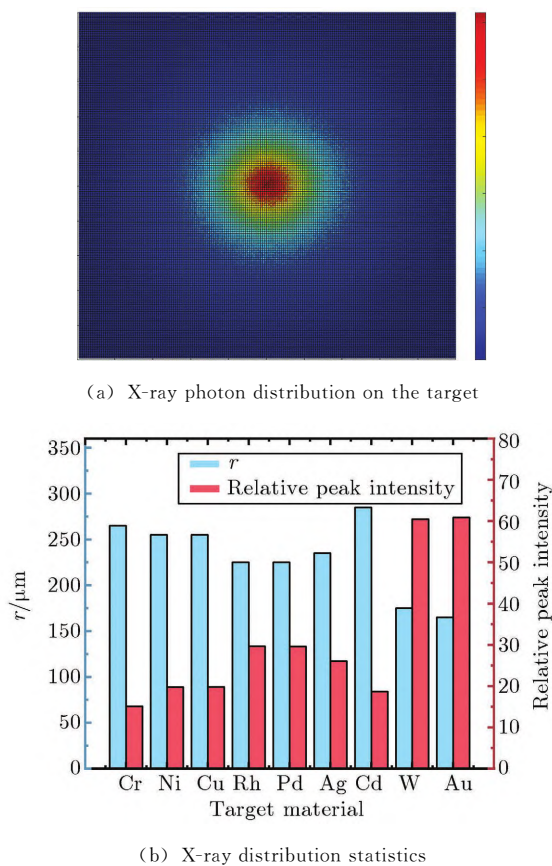 (a) X-ray photon distribution on the target
350
300
250
200
150
100
50
0
r/μm
r
Relative peak intensity
80
70
60
50
40
30
20
10
0
Relative peak intensity
Cr Ni Cu Rh Pd Ag Cd W Au
Target material
(b) X-ray distribution statistics